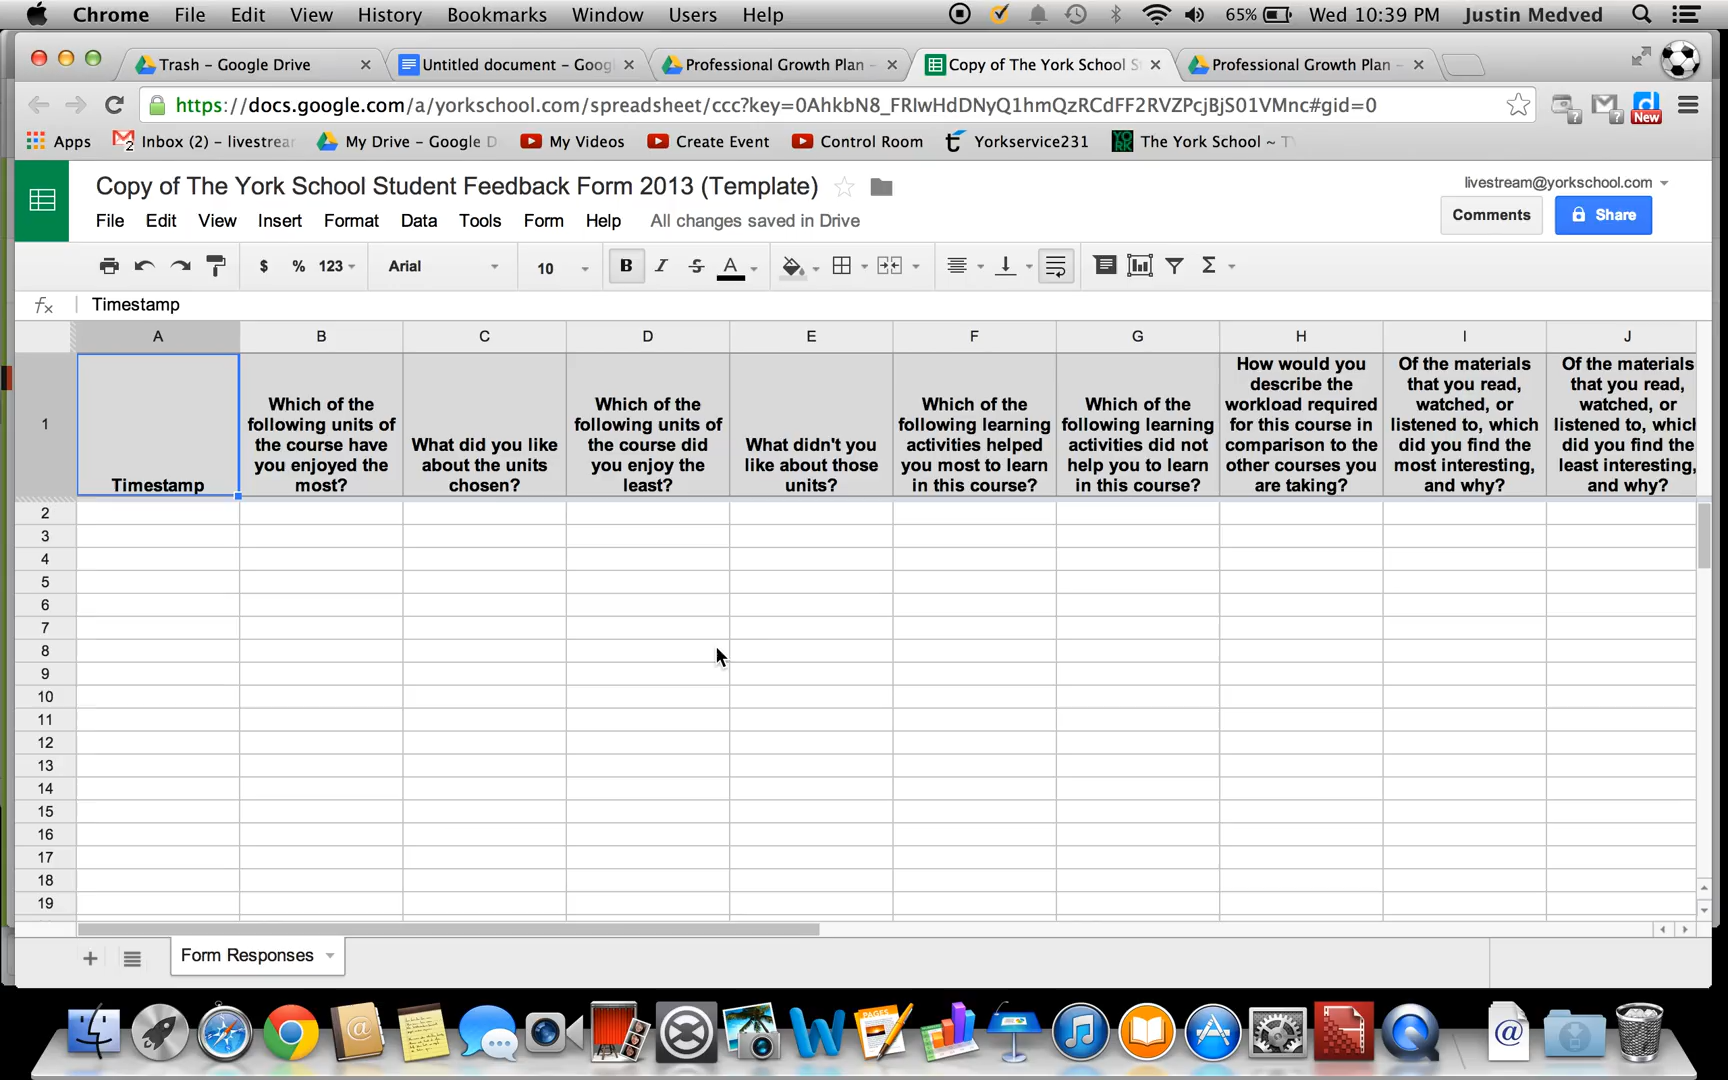 Chrome File Edit View History Bookmarks Window Users Help 65% Wed 10:39 PM Justin Medved
Trash – Google Drive
Untitled document – Goog
Professional Growth Plan –
Copy of The York School S
Professional Growth Plan –
https://docs.google.com/a/yorkschool.com/spreadsheet/ccc?key=0AhkbN8_FRlwHdDNyQ1hmQzRCdFF2RVZPcjBjS01VMnc#gid=0
New
Apps 2 Inbox (2) – livestrear My Drive – Google D My Videos Create Event Control Room Yorkservice231 The York School ~ T
Copy of The York School Student Feedback Form 2013 (Template)
livestream@yorkschool.com
File Edit View Insert Format Data Tools Form Help All changes saved in Drive
Comments Share
$ % 123 Arial 10 B I S A Σ
fx Timestamp
A B C D E F G H I J
1
Timestamp
Which of the
following units of
the course have
you enjoyed the
most?
What did you like
about the units
chosen?
Which of the
following units of
the course did
you enjoy the
least?
What didn't you
like about those
units?
Which of the
following learning
activities helped
you most to learn
in this course?
Which of the
following learning
activities did not
help you to learn
in this course?
How would you
describe the
workload required
for this course in
comparison to the
other courses you
are taking?
Of the materials
that you read,
watched, or
listened to, which
did you find the
most interesting,
and why?
Of the materials
that you read,
watched, or
listened to, which
did you find the
least interesting,
and why?
2
3
4
5
6
7
8
9
10
11
12
13
14
15
16
17
18
19
Form Responses